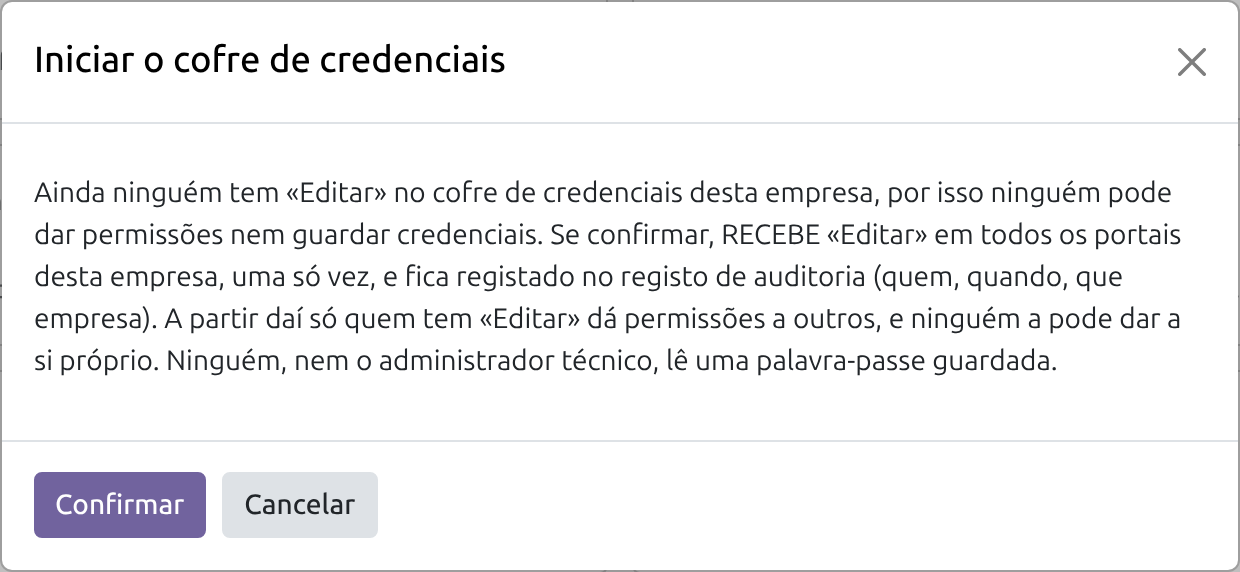 Iniciar o cofre de credenciais
Ainda ninguém tem «Editar» no cofre de credenciais desta empresa, por isso ninguém pode
dar permissões nem guardar credenciais. Se confirmar, RECEBE «Editar» em todos os portais
desta empresa, uma só vez, e fica registado no registo de auditoria (quem, quando, que
empresa). A partir daí só quem tem «Editar» dá permissões a outros, e ninguém a pode dar a
si próprio. Ninguém, nem o administrador técnico, lê uma palavra-passe guardada.
Confirmar
Cancelar